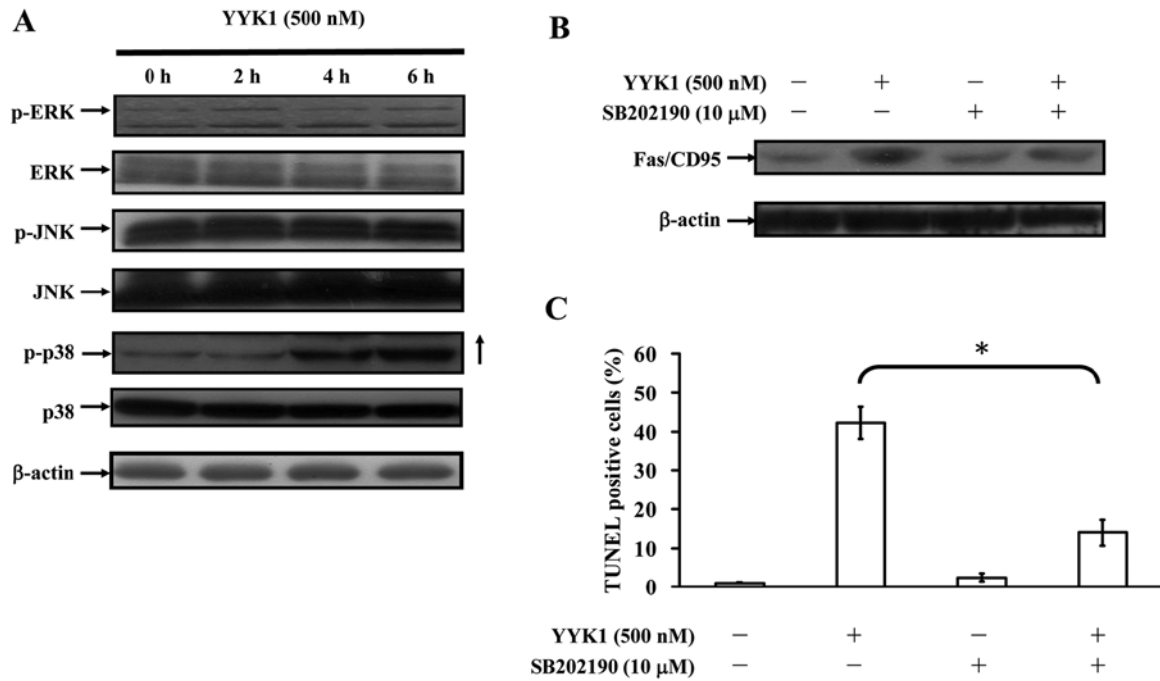 A
YYK1 (500 nM)
0 h 2 h 4 h 6 h
p-ERK
ERK
p-JNK
JNK
p-p38
p38
β-actin
B
YYK1 (500 nM) − + − +
SB202190 (10 μM) − − + +
Fas/CD95
β-actin
C
*
TUNEL positive cells (%)
60
50
40
30
20
10
0
YYK1 (500 nM) − + − +
SB202190 (10 μM) − − + +